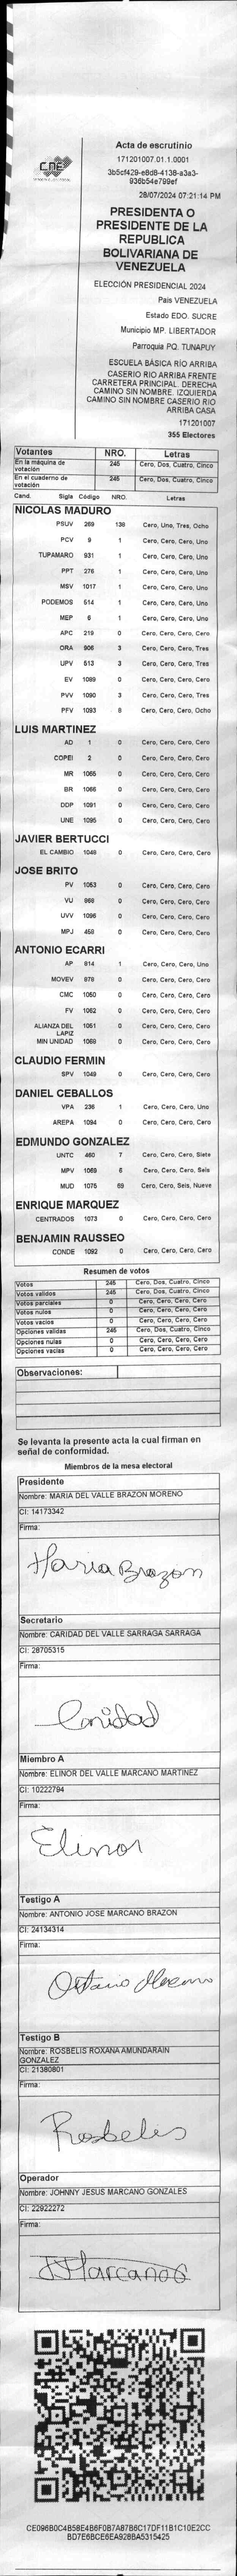 CNE
Acta de escrutinio
171201007.01.1.0001
3b5cf429-e8d8-4138-a3a3-
936b54e799ef
28/07/2024 07:21:14 PM
PRESIDENTA O
PRESIDENTE DE LA
REPUBLICA
BOLIVARIANA DE
VENEZUELA
ELECCIÓN PRESIDENCIAL 2024
País VENEZUELA
Estado EDO. SUCRE
Municipio MP. LIBERTADOR
Parroquia PQ. TUNAPUY
ESCUELA BÁSICA RÍO ARRIBA
CASERIO RIO ARRIBA FRENTE
CARRETERA PRINCIPAL. DERECHA
CAMINO SIN NOMBRE. IZQUIERDA
CAMINO SIN NOMBRE CASERIO RIO
ARRIBA CASA
171201007
355 Electores
Votantes NRO. Letras
En la máquina de votación 245 Cero, Dos, Cuatro, Cinco
En el cuaderno de votación 245 Cero, Dos, Cuatro, Cinco
Cand. Sigla Código NRO. Letras
NICOLAS MADURO
PSUV 269 138 Cero, Uno, Tres, Ocho
PCV 9 1 Cero, Cero, Cero, Uno
TUPAMARO 931 1 Cero, Cero, Cero, Uno
PPT 276 1 Cero, Cero, Cero, Uno
MSV 1017 1 Cero, Cero, Cero, Uno
PODEMOS 514 1 Cero, Cero, Cero, Uno
MEP 6 1 Cero, Cero, Cero, Uno
APC 219 0 Cero, Cero, Cero, Cero
ORA 906 3 Cero, Cero, Cero, Tres
UPV 513 3 Cero, Cero, Cero, Tres
EV 1089 0 Cero, Cero, Cero, Cero
PVV 1090 3 Cero, Cero, Cero, Tres
PFV 1093 8 Cero, Cero, Cero, Ocho
LUIS MARTINEZ
AD 1 0 Cero, Cero, Cero, Cero
COPEI 2 0 Cero, Cero, Cero, Cero
MR 1065 0 Cero, Cero, Cero, Cero
BR 1066 0 Cero, Cero, Cero, Cero
DDP 1091 0 Cero, Cero, Cero, Cero
UNE 1095 0 Cero, Cero, Cero, Cero
JAVIER BERTUCCI
EL CAMBIO 1048 0 Cero, Cero, Cero, Cero
JOSE BRITO
PV 1053 0 Cero, Cero, Cero, Cero
VU 868 0 Cero, Cero, Cero, Cero
UVV 1096 0 Cero, Cero, Cero, Cero
MPJ 458 0 Cero, Cero, Cero, Cero
ANTONIO ECARRI
AP 814 1 Cero, Cero, Cero, Uno
MOVEV 879 0 Cero, Cero, Cero, Cero
CMC 1050 0 Cero, Cero, Cero, Cero
FV 1062 0 Cero, Cero, Cero, Cero
ALIANZA DEL LAPIZ 1051 0 Cero, Cero, Cero, Cero
MIN UNIDAD 1068 0 Cero, Cero, Cero, Cero
CLAUDIO FERMIN
SPV 1049 0 Cero, Cero, Cero, Cero
DANIEL CEBALLOS
VPA 236 1 Cero, Cero, Cero, Uno
AREPA 1094 0 Cero, Cero, Cero, Cero
EDMUNDO GONZALEZ
UNTC 460 7 Cero, Cero, Cero, Siete
MPV 1069 6 Cero, Cero, Cero, Seis
MUD 1075 69 Cero, Cero, Seis, Nueve
ENRIQUE MARQUEZ
CENTRADOS 1073 0 Cero, Cero, Cero, Cero
BENJAMIN RAUSSEO
CONDE 1092 0 Cero, Cero, Cero, Cero
Resumen de votos
Votos 245 Cero, Dos, Cuatro, Cinco
Votos validos 245 Cero, Dos, Cuatro, Cinco
Votos parciales 0 Cero, Cero, Cero, Cero
Votos nulos 0 Cero, Cero, Cero, Cero
Votos vacíos 0 Cero, Cero, Cero, Cero
Opciones validas 245 Cero, Dos, Cuatro, Cinco
Opciones nulas 0 Cero, Cero, Cero, Cero
Opciones vacías 0 Cero, Cero, Cero, Cero
Observaciones:
Se levanta la presente acta la cual firman en
señal de conformidad.
Miembros de la mesa electoral
Presidente
Nombre: MARIA DEL VALLE BRAZON MORENO
CI: 14173342
Firma:
Maria Brazon
Secretario
Nombre: CARIDAD DEL VALLE SARRAGA SARRAGA
CI: 28705315
Firma:
Caridad
Miembro A
Nombre: ELINOR DEL VALLE MARCANO MARTINEZ
CI: 10222794
Firma:
Elinor
Testigo A
Nombre: ANTONIO JOSE MARCANO BRAZON
CI: 24134314
Firma:
Testigo B
Nombre: ROSBELIS ROXANA AMUNDARAIN
GONZALEZ
CI: 21380801
Firma:
Rosbelis
Operador
Nombre: JOHNNY JESUS MARCANO GONZALES
CI: 22922272
Firma:
JJMarcanoG
CE096B0C4B58E4B6F0B7A87B6C17DF11B1C10E2CC
BD7E6BCE6EA928BA5315425